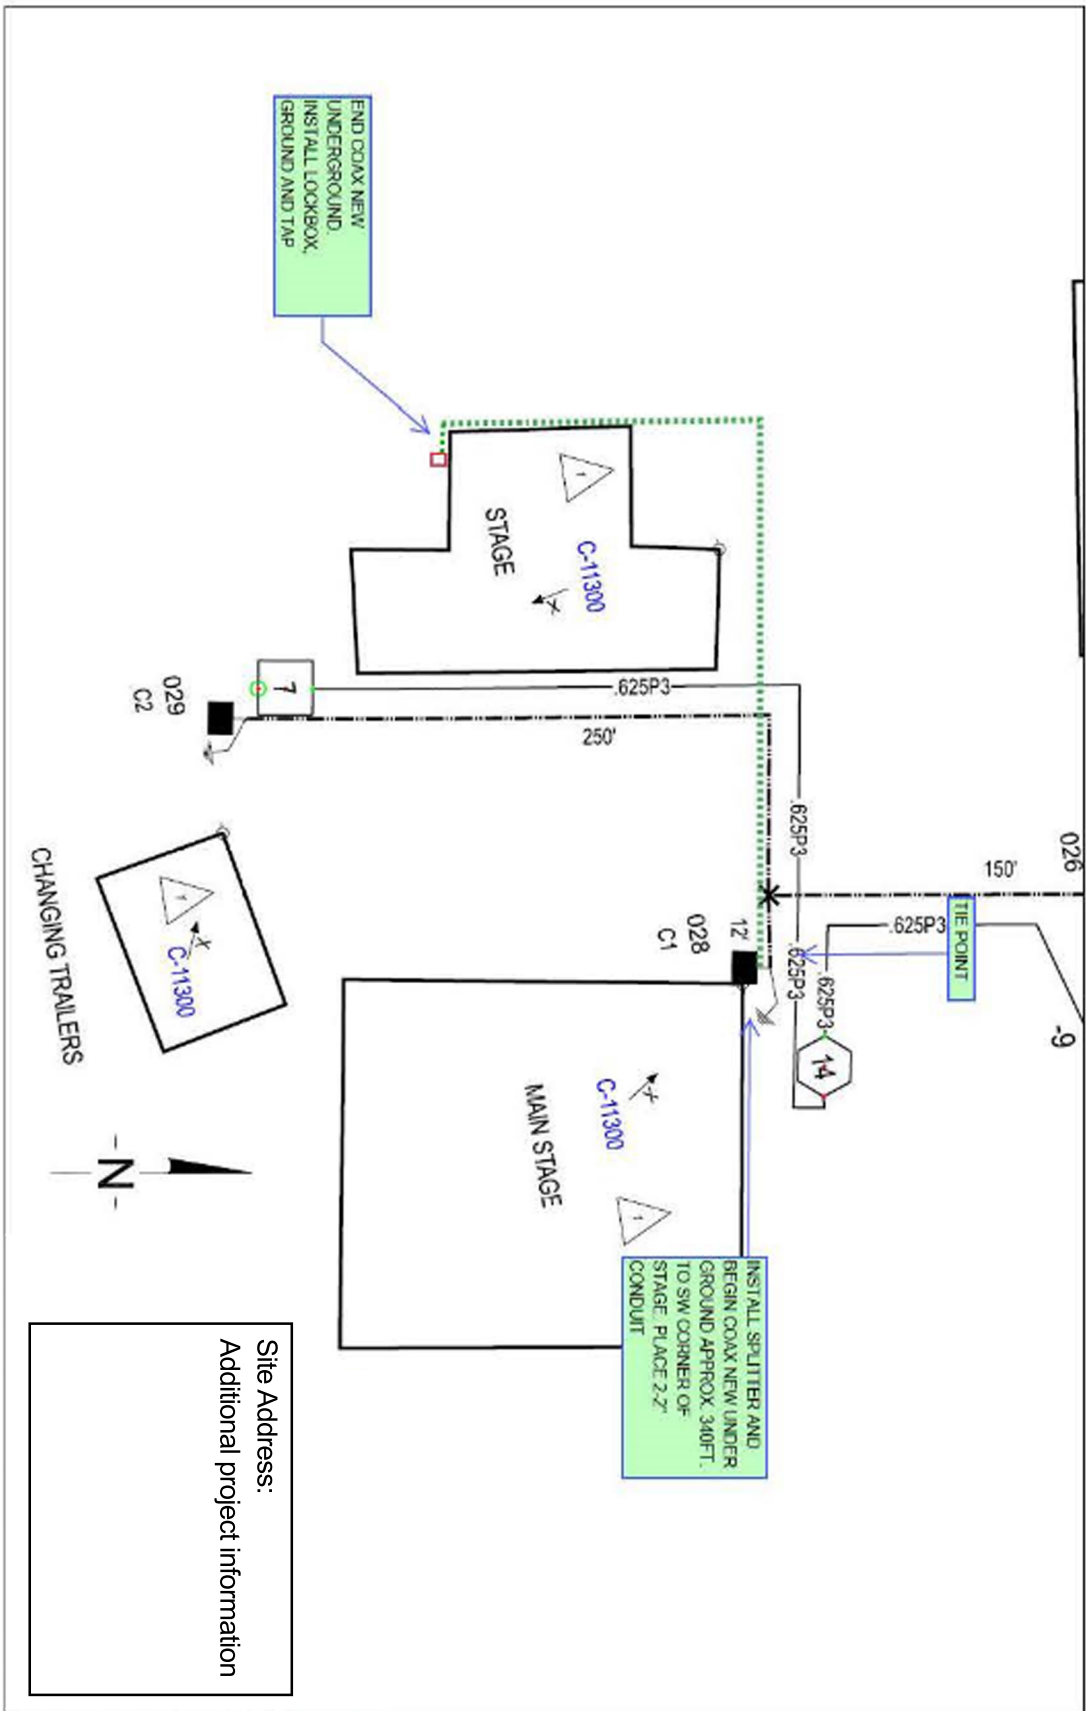 026
150'
TIE POINT
-9
.625P3
.625P3
.625P3
.625P3
14
12'
028
C1
END COAX NEW
UNDERGROUND.
INSTALL LOCKBOX,
GROUND AND TAP
1
C-11300
X
STAGE
.625P3
250'
7
029
C2
INSTALL SPLITTER AND
BEGIN COAX NEW UNDER
GROUND APPROX. 340FT.
TO SW CORNER OF
STAGE. PLACE 2-2"
CONDUIT
X
C-11300
1
MAIN STAGE
1
X
C-11300
CHANGING TRAILERS
-N-
Site Address:
Additional project information